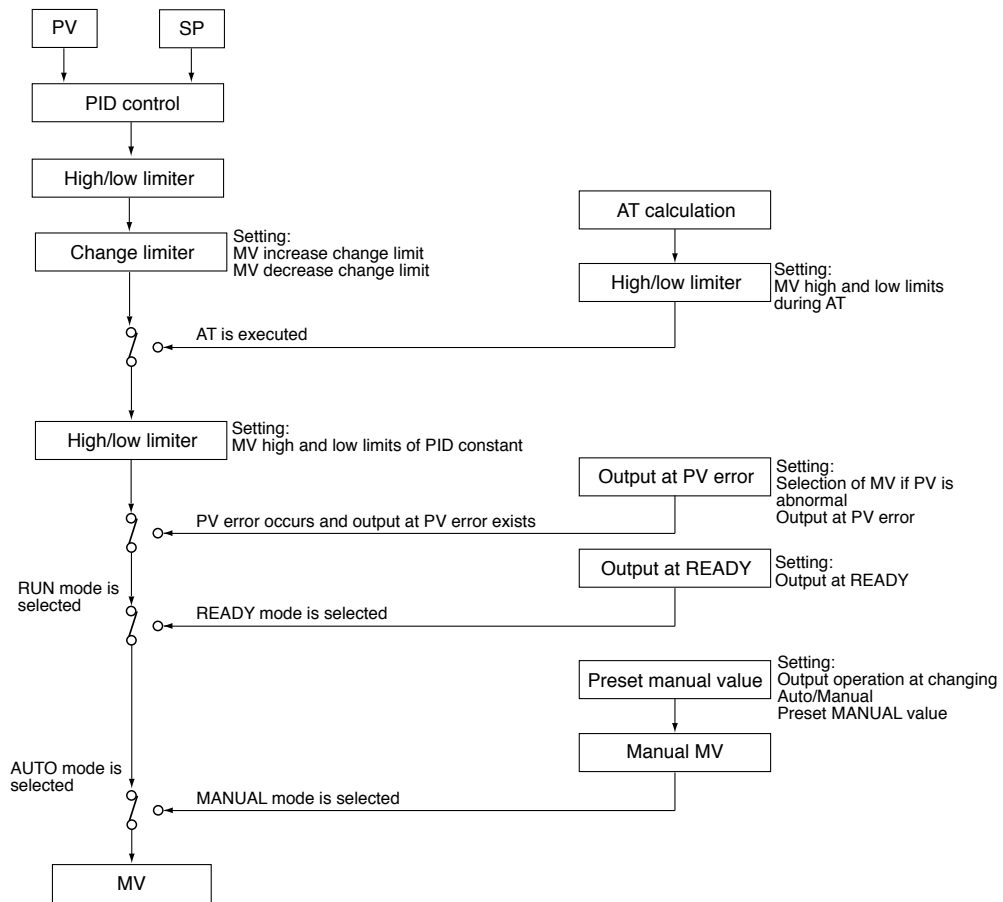 PV
SP
PID control
High/low limiter
Change limiter
Setting:
MV increase change limit
MV decrease change limit
AT calculation
High/low limiter
Setting:
MV high and low limits
during AT
AT is executed
High/low limiter
Setting:
MV high and low limits of PID constant
Output at PV error
Setting:
Selection of MV if PV is
abnormal
Output at PV error
PV error occurs and output at PV error exists
Output at READY
Setting:
Output at READY
RUN mode is
selected
READY mode is selected
Preset manual value
Setting:
Output operation at changing
Auto/Manual
Preset MANUAL value
Manual MV
AUTO mode is
selected
MANUAL mode is selected
MV